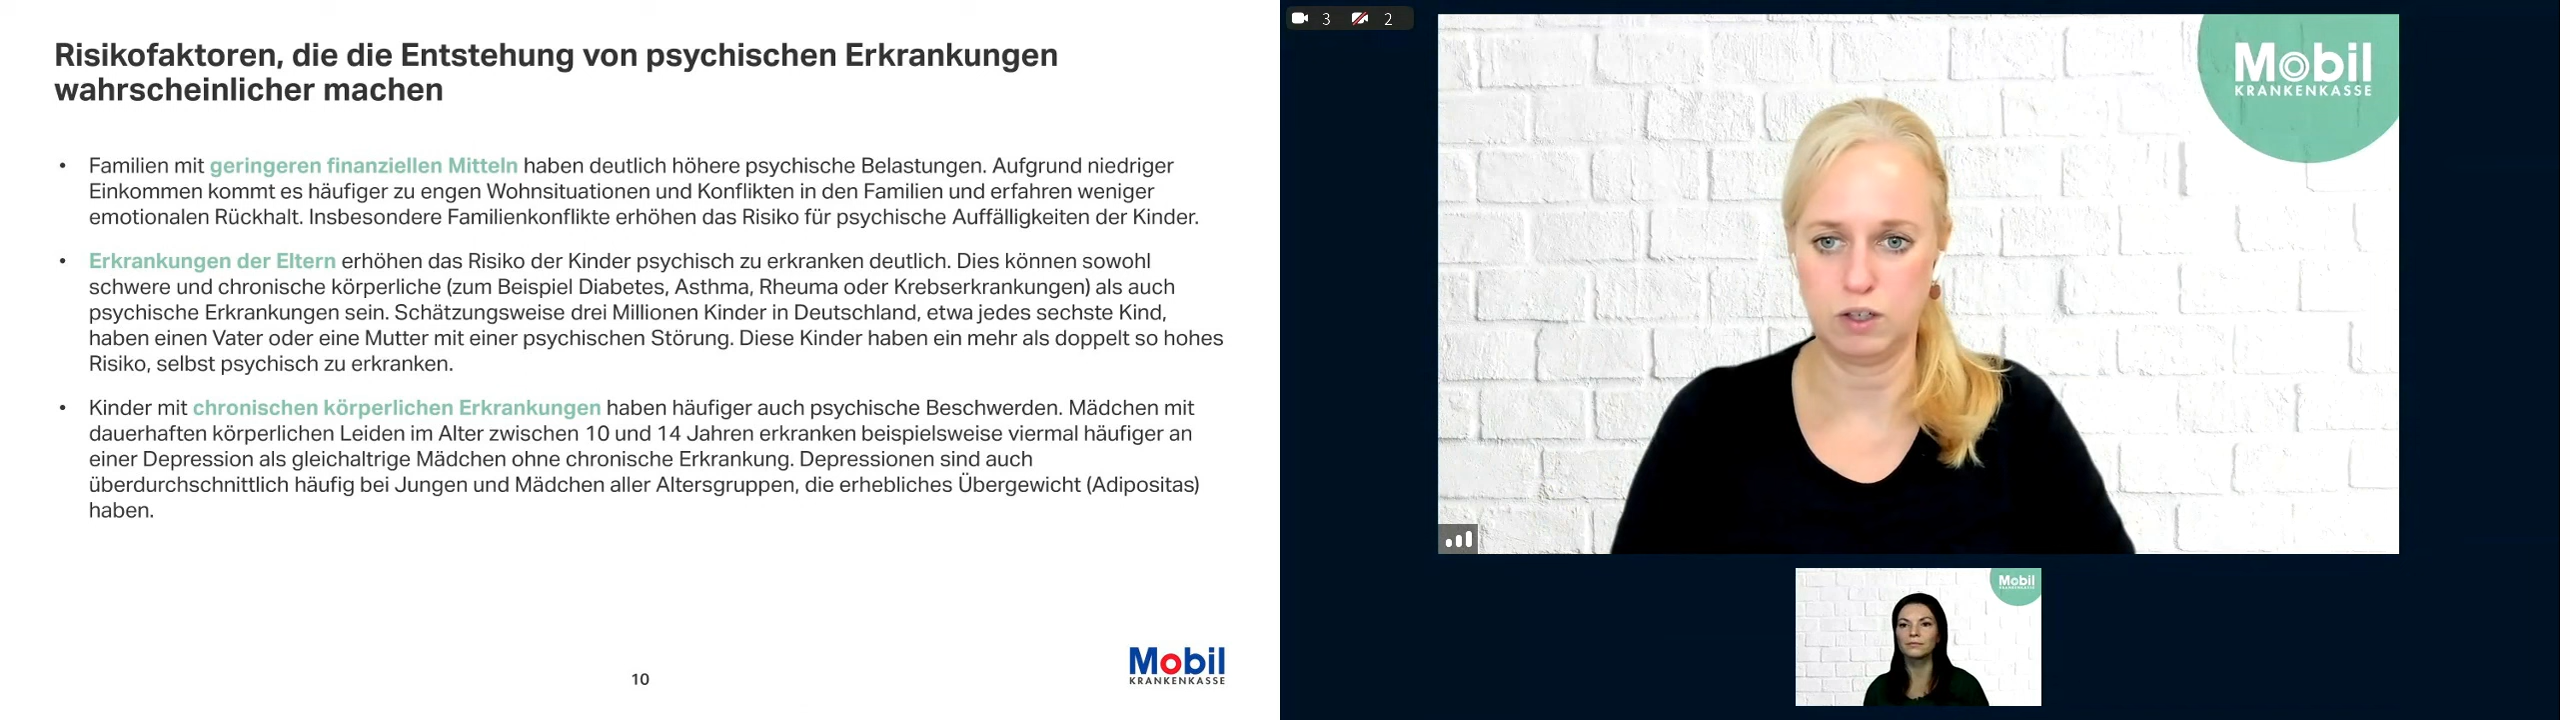 Risikofaktoren, die die Entstehung von psychischen Erkrankungen
wahrscheinlicher machen
• Familien mit geringeren finanziellen Mitteln haben deutlich höhere psychische Belastungen. Aufgrund niedriger
Einkommen kommt es häufiger zu engen Wohnsituationen und Konflikten in den Familien und erfahren weniger
emotionalen Rückhalt. Insbesondere Familienkonflikte erhöhen das Risiko für psychische Auffälligkeiten der Kinder.
• Erkrankungen der Eltern erhöhen das Risiko der Kinder psychisch zu erkranken deutlich. Dies können sowohl
schwere und chronische körperliche (zum Beispiel Diabetes, Asthma, Rheuma oder Krebserkrankungen) als auch
psychische Erkrankungen sein. Schätzungsweise drei Millionen Kinder in Deutschland, etwa jedes sechste Kind,
haben einen Vater oder eine Mutter mit einer psychischen Störung. Diese Kinder haben ein mehr als doppelt so hohes
Risiko, selbst psychisch zu erkranken.
• Kinder mit chronischen körperlichen Erkrankungen haben häufiger auch psychische Beschwerden. Mädchen mit
dauerhaften körperlichen Leiden im Alter zwischen 10 und 14 Jahren erkranken beispielsweise viermal häufiger an
einer Depression als gleichaltrige Mädchen ohne chronische Erkrankung. Depressionen sind auch
überdurchschnittlich häufig bei Jungen und Mädchen aller Altersgruppen, die erhebliches Übergewicht (Adipositas)
haben.
10
Mobil
KRANKENKASSE
3 2
Mobil
KRANKENKASSE
Mobil
KRANKENKASSE